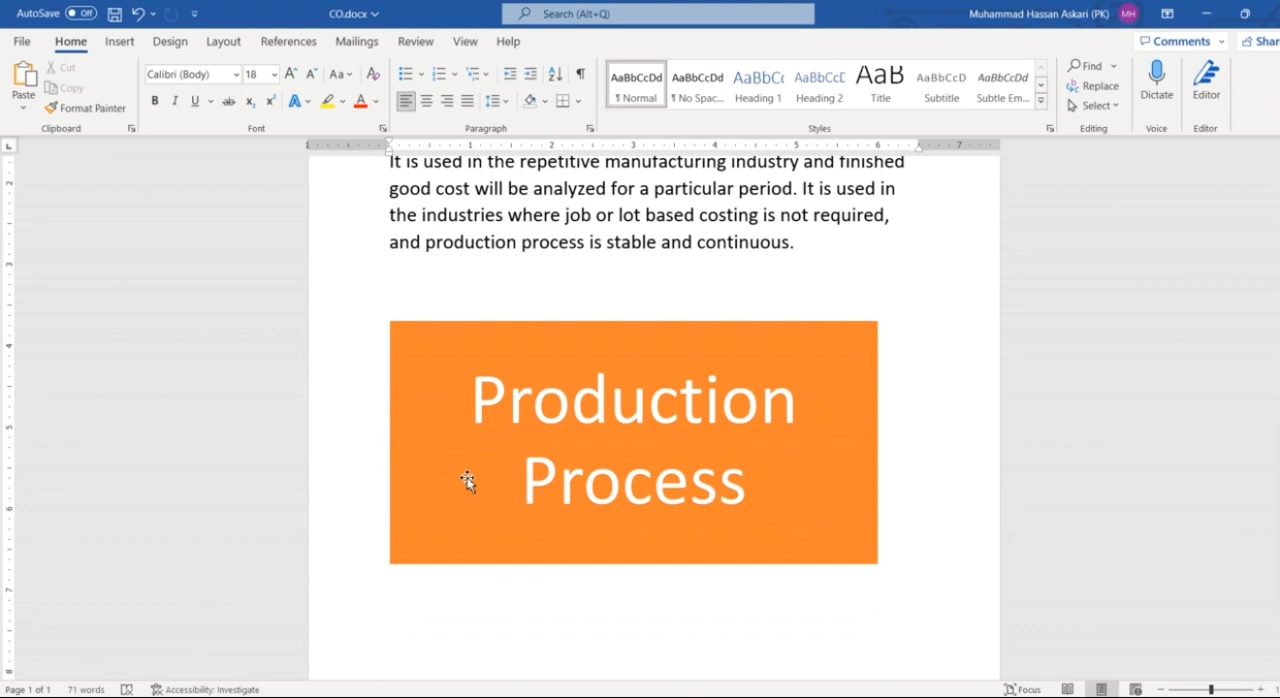 AutoSave Off CO.docx Search (Alt+Q) Muhammad Hassan Askari (PK) MH
File Home Insert Design Layout References Mailings Review View Help Comments
Paste Cut Copy Format Painter
Clipboard
Calibri (Body) 18
Font
Paragraph
AaBbCcDd AaBbCcDd AaBbCc AaBbCcD AaB AaBbCcD AaBbCcDd
¶ Normal ¶ No Spac... Heading 1 Heading 2 Title Subtitle Subtle Em...
Styles
Find
Replace
Select
Editing
Dictate
Voice
Editor
Editor
It is used in the repetitive manufacturing industry and finished
good cost will be analyzed for a particular period. It is used in
the industries where job or lot based costing is not required,
and production process is stable and continuous.
Production
Process
Page 1 of 1 71 words Accessibility: Investigate Focus